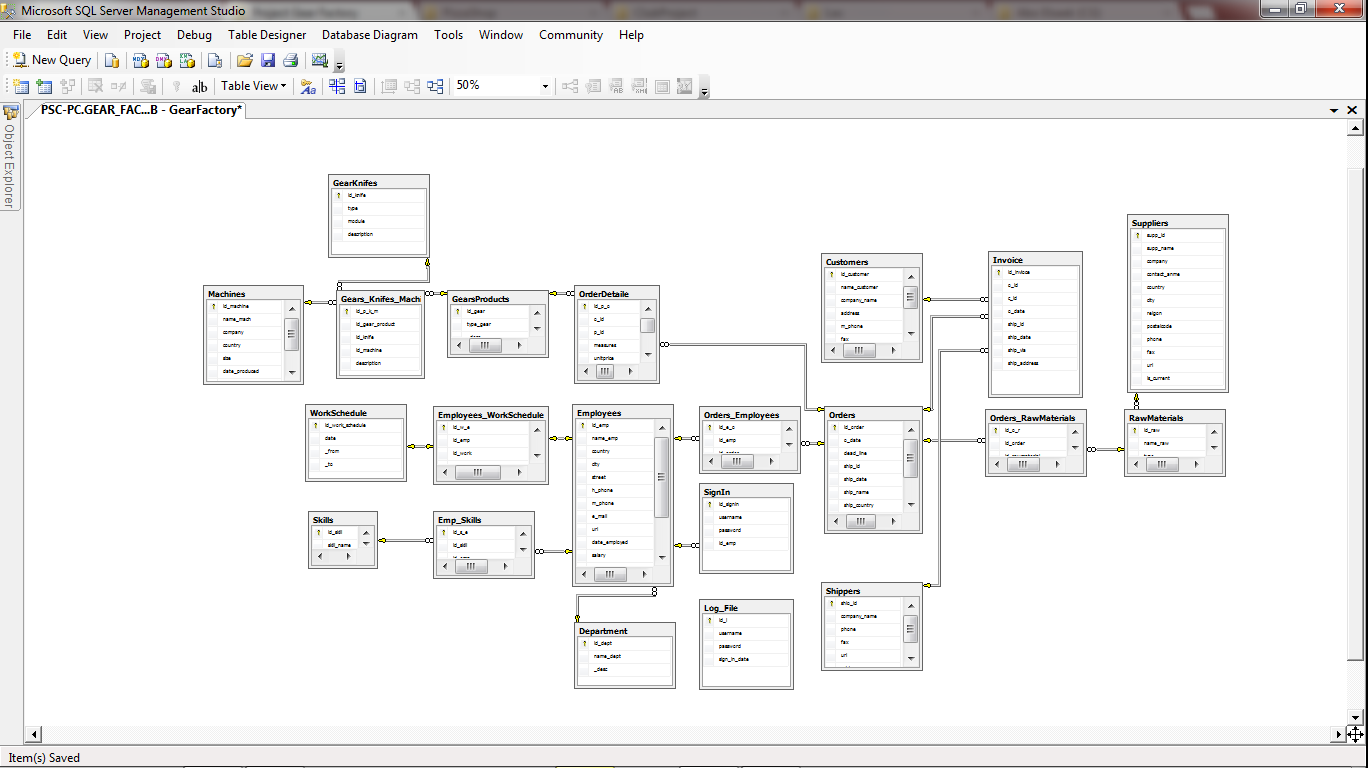 Microsoft SQL Server Management Studio
File Edit View Project Debug Table Designer Database Diagram Tools Window Community Help
New Query
ab Table View 50%
PSC-PC.GEAR_FAC...B - GearFactory*
Object Explorer
GearKnifes
id_knife
type
module
description
Machines
id_machine
name_mach
company
country
size
date_produced
Gears_Knifes_Machi
id_p_k_m
id_gear_product
id_knife
id_machine
description
GearsProducts
id_gear
type_gear
OrderDetaile
id_p_o
o_id
p_id
measures
unitprice
Customers
id_customer
name_customer
company_name
address
m_phone
fax
Invoice
id_invioce
o_id
c_id
o_date
ship_id
ship_date
ship_via
ship_address
Suppliers
supp_id
supp_name
company
contact_anme
country
city
reigon
postalcode
phone
fax
url
is_current
WorkSchedule
id_work_schedule
date
_from
_to
Employees_WorkSchedule
id_w_e
id_emp
id_work
Employees
id_emp
name_emp
country
city
street
h_phone
m_phone
e_mail
url
date_employed
salary
Orders_Employees
id_e_o
id_emp
Orders
id_order
o_date
dead_line
ship_id
ship_date
ship_name
ship_country
Orders_RawMaterials
id_o_r
id_order
RawMaterials
id_raw
name_raw
Skills
id_skill
skill_name
Emp_Skills
id_s_e
id_skill
SignIn
id_signin
username
password
id_emp
Department
id_dept
name_dept
_desc
Log_File
id_l
username
password
sign_in_date
Shippers
ship_id
company_name
phone
fax
url
Item(s) Saved